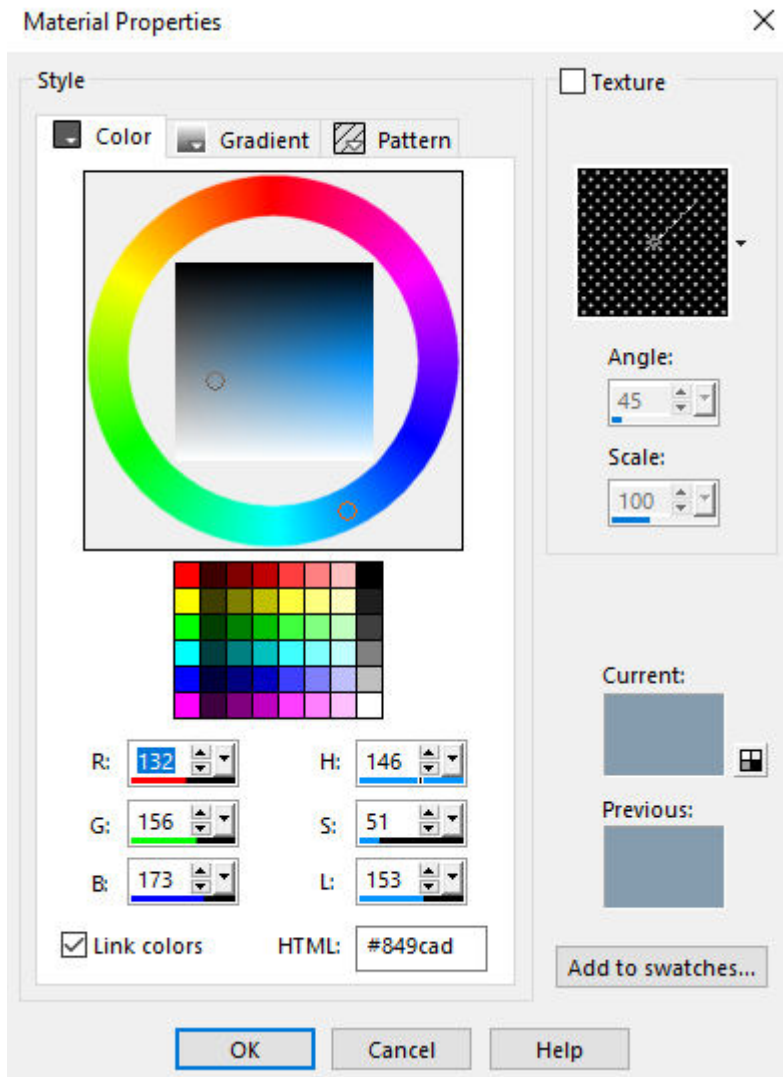 Material Properties
Style
Texture
Color
Gradient
Pattern
Angle:
45
Scale:
100
Current:
Previous:
R: 132 H: 146
G: 156 S: 51
B: 173 L: 153
Link colors HTML: #849cad
Add to swatches...
OK Cancel Help